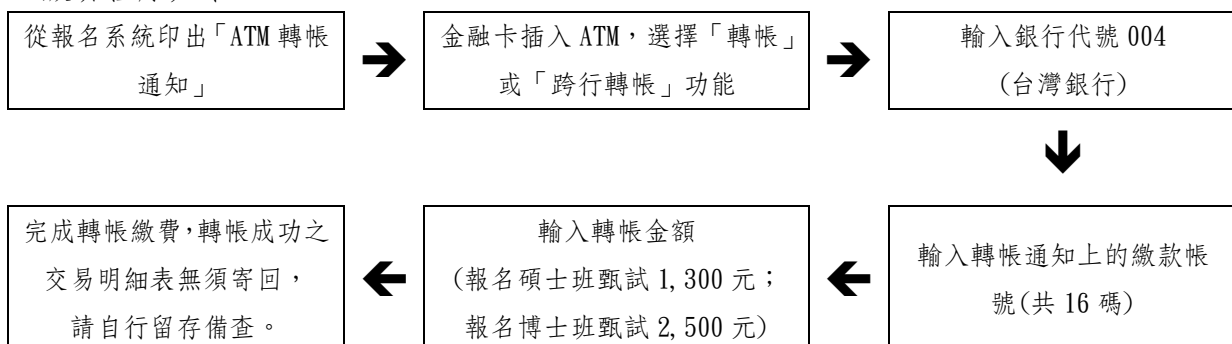 從報名系統印出「ATM 轉帳
通知」
金融卡插入 ATM，選擇「轉帳」
或「跨行轉帳」功能
輸入銀行代號 004
(台灣銀行)
輸入轉帳通知上的繳款帳
號(共 16 碼)
輸入轉帳金額
(報名碩士班甄試 1,300 元；
報名博士班甄試 2,500 元)
完成轉帳繳費，轉帳成功之
交易明細表無須寄回，
請自行留存備查。